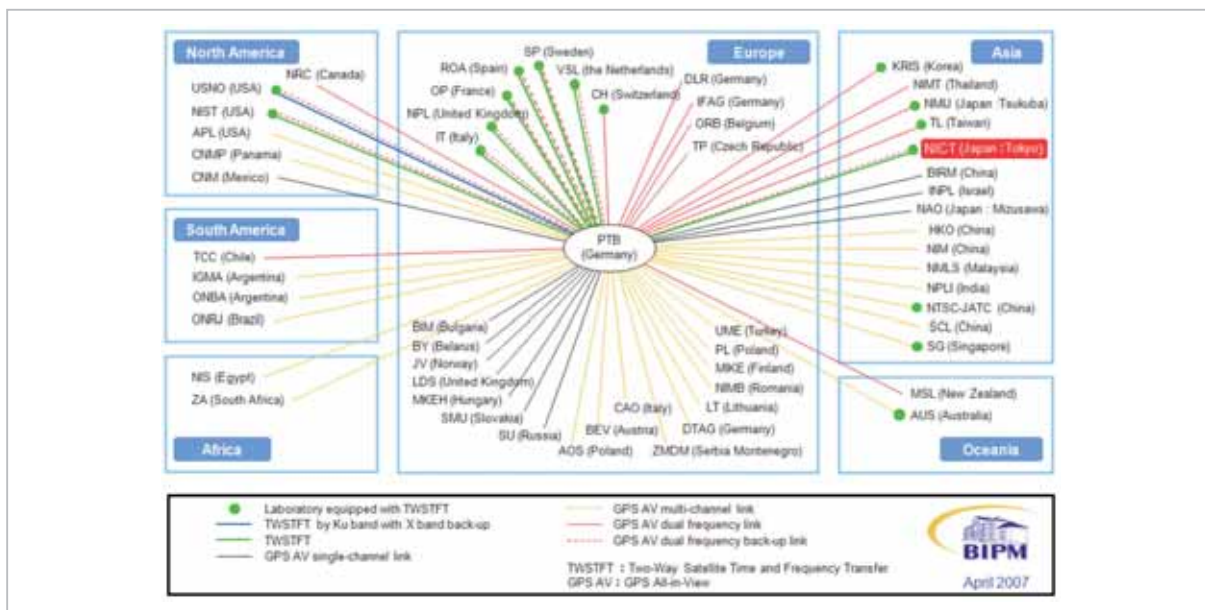 North America
NRC (Canada)
USNO (USA)
NIST (USA)
APL (USA)
CNMP (Panama)
CNM (Mexico)
South America
TCC (Chile)
IGMA (Argentina)
ONBA (Argentina)
ONRJ (Brazil)
NIS (Egypt)
ZA (South Africa)
Africa
Europe
SP (Sweden)
ROA (Spain)
VSL (the Netherlands)
OP (France)
CH (Switzerland)
NPL (United Kingdom)
IT (Italy)
DLR (Germany)
IFAG (Germany)
ORB (Belgium)
TP (Czech Republic)
PTB
(Germany)
BIM (Bulgaria)
BY (Belarus)
JV (Norway)
LDS (United Kingdom)
MKEH (Hungary)
SMU (Slovakia)
SU (Russia)
AOS (Poland)
BEV (Austria)
CAO (Italy)
UME (Turkey)
PL (Poland)
MIKE (Finland)
NIMB (Romania)
LT (Lithuania)
DTAG (Germany)
ZMDM (Serbia Montenegro)
Asia
KRIS (Korea)
NIMT (Thailand)
NMIJ (Japan : Tsukuba)
TL (Taiwan)
NICT (Japan : Tokyo)
BIRM (China)
INPL (Israel)
NAO (Japan : Mizusawa)
HKO (China)
NIM (China)
NMLS (Malaysia)
NPLI (India)
NTSC-JATC (China)
SCL (China)
SG (Singapore)
MSL (New Zealand)
AUS (Australia)
Oceania
Laboratory equipped with TWSTFT
TWSTFT by Ku band with X band back-up
TWSTFT
GPS AV single-channel link
GPS AV multi-channel link
GPS AV dual frequency link
GPS AV dual frequency back-up link
TWSTFT : Two-Way Satellite Time and Frequency Transfer
GPS AV : GPS All-in-View
BIPM
April 2007